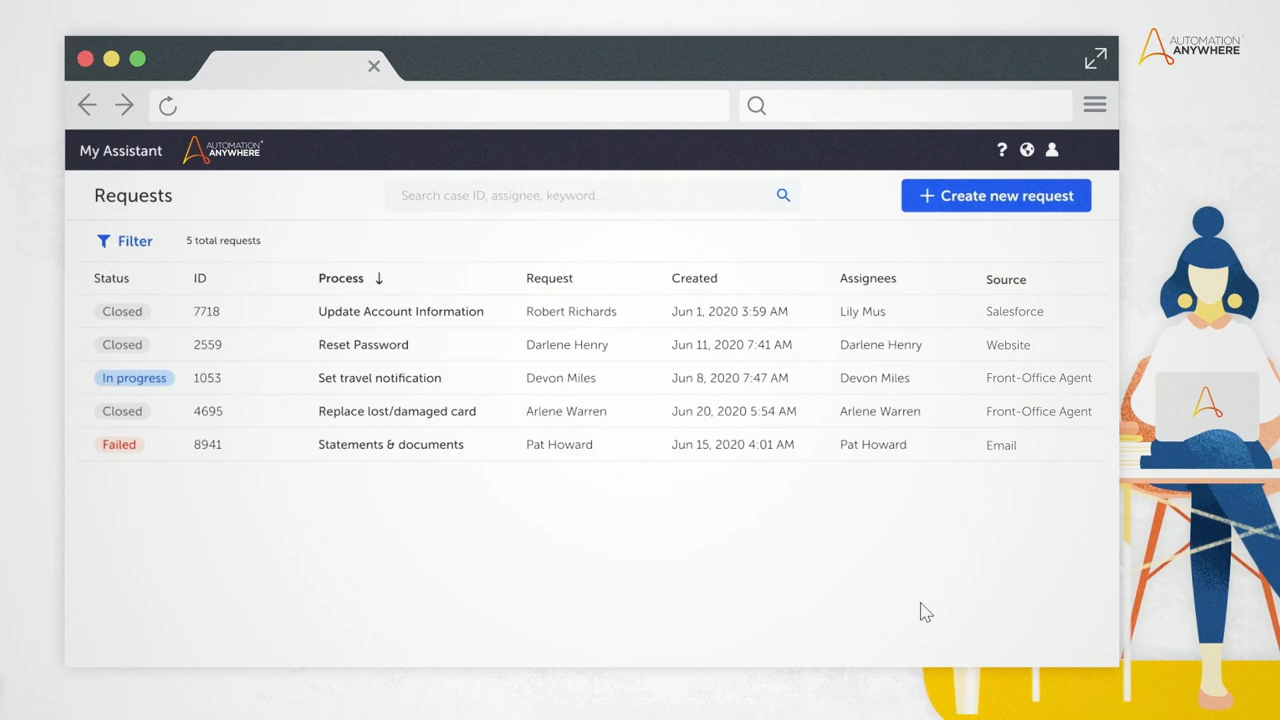 AUTOMATION
ANYWHERE
My Assistant AUTOMATION ANYWHERE ?
Requests Search case ID, assignee, keyword.. + Create new request
Filter 5 total requests
Status ID Process ↓ Request Created Assignees Source
Closed 7718 Update Account Information Robert Richards Jun 1, 2020 3:59 AM Lily Mus Salesforce
Closed 2559 Reset Password Darlene Henry Jun 11, 2020 7:41 AM Darlene Henry Website
In progress 1053 Set travel notification Devon Miles Jun 8, 2020 7:47 AM Devon Miles Front-Office Agent
Closed 4695 Replace lost/damaged card Arlene Warren Jun 20, 2020 5:54 AM Arlene Warren Front-Office Agent
Failed 8941 Statements & documents Pat Howard Jun 15, 2020 4:01 AM Pat Howard Email